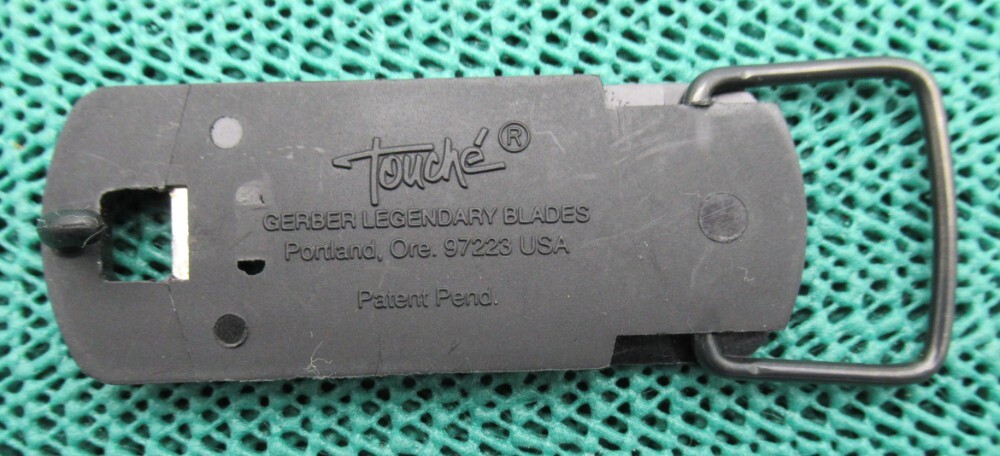 Touché ®
GERBER LEGENDARY BLADES
Portland, Ore. 97223 USA
Patent Pend.